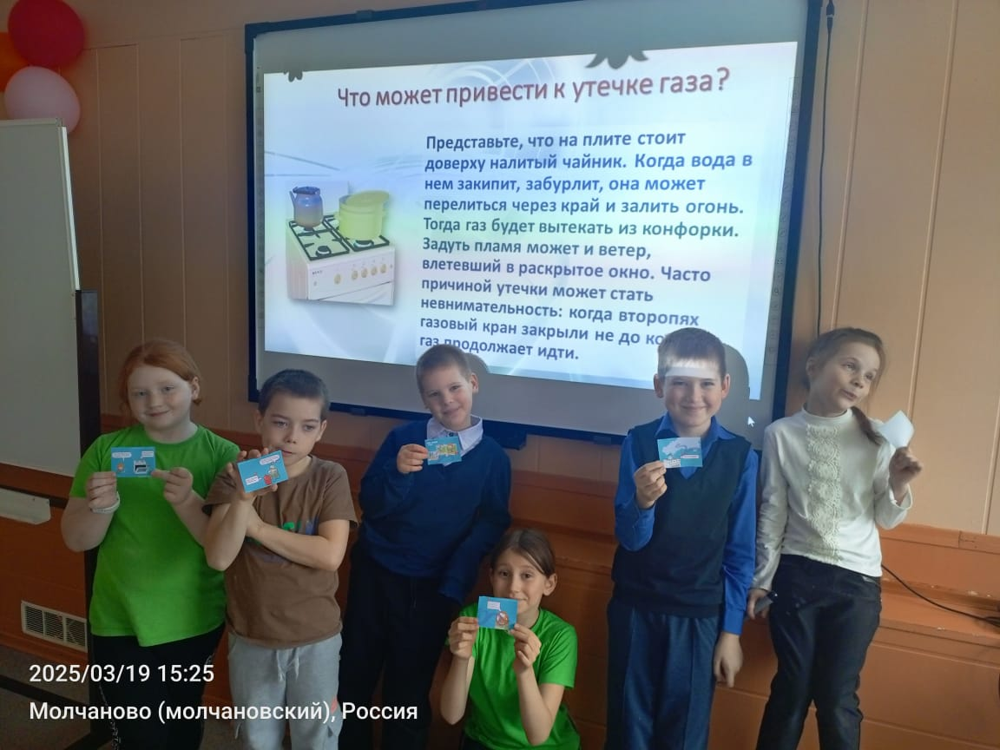 Что может привести к утечке газа?
Представьте, что на плите стоит
доверху налитый чайник. Когда вода в
нем закипит, забурлит, она может
перелиться через край и залить огонь.
Тогда газ будет вытекать из конфорки.
Задуть пламя может и ветер,
влетевший в раскрытое окно. Часто
причиной утечки может стать
невнимательность: когда второпях
газовый кран закрыли не до
газ продолжает идти.
2025/03/19 15:25
Молчаново (молчановский), Россия